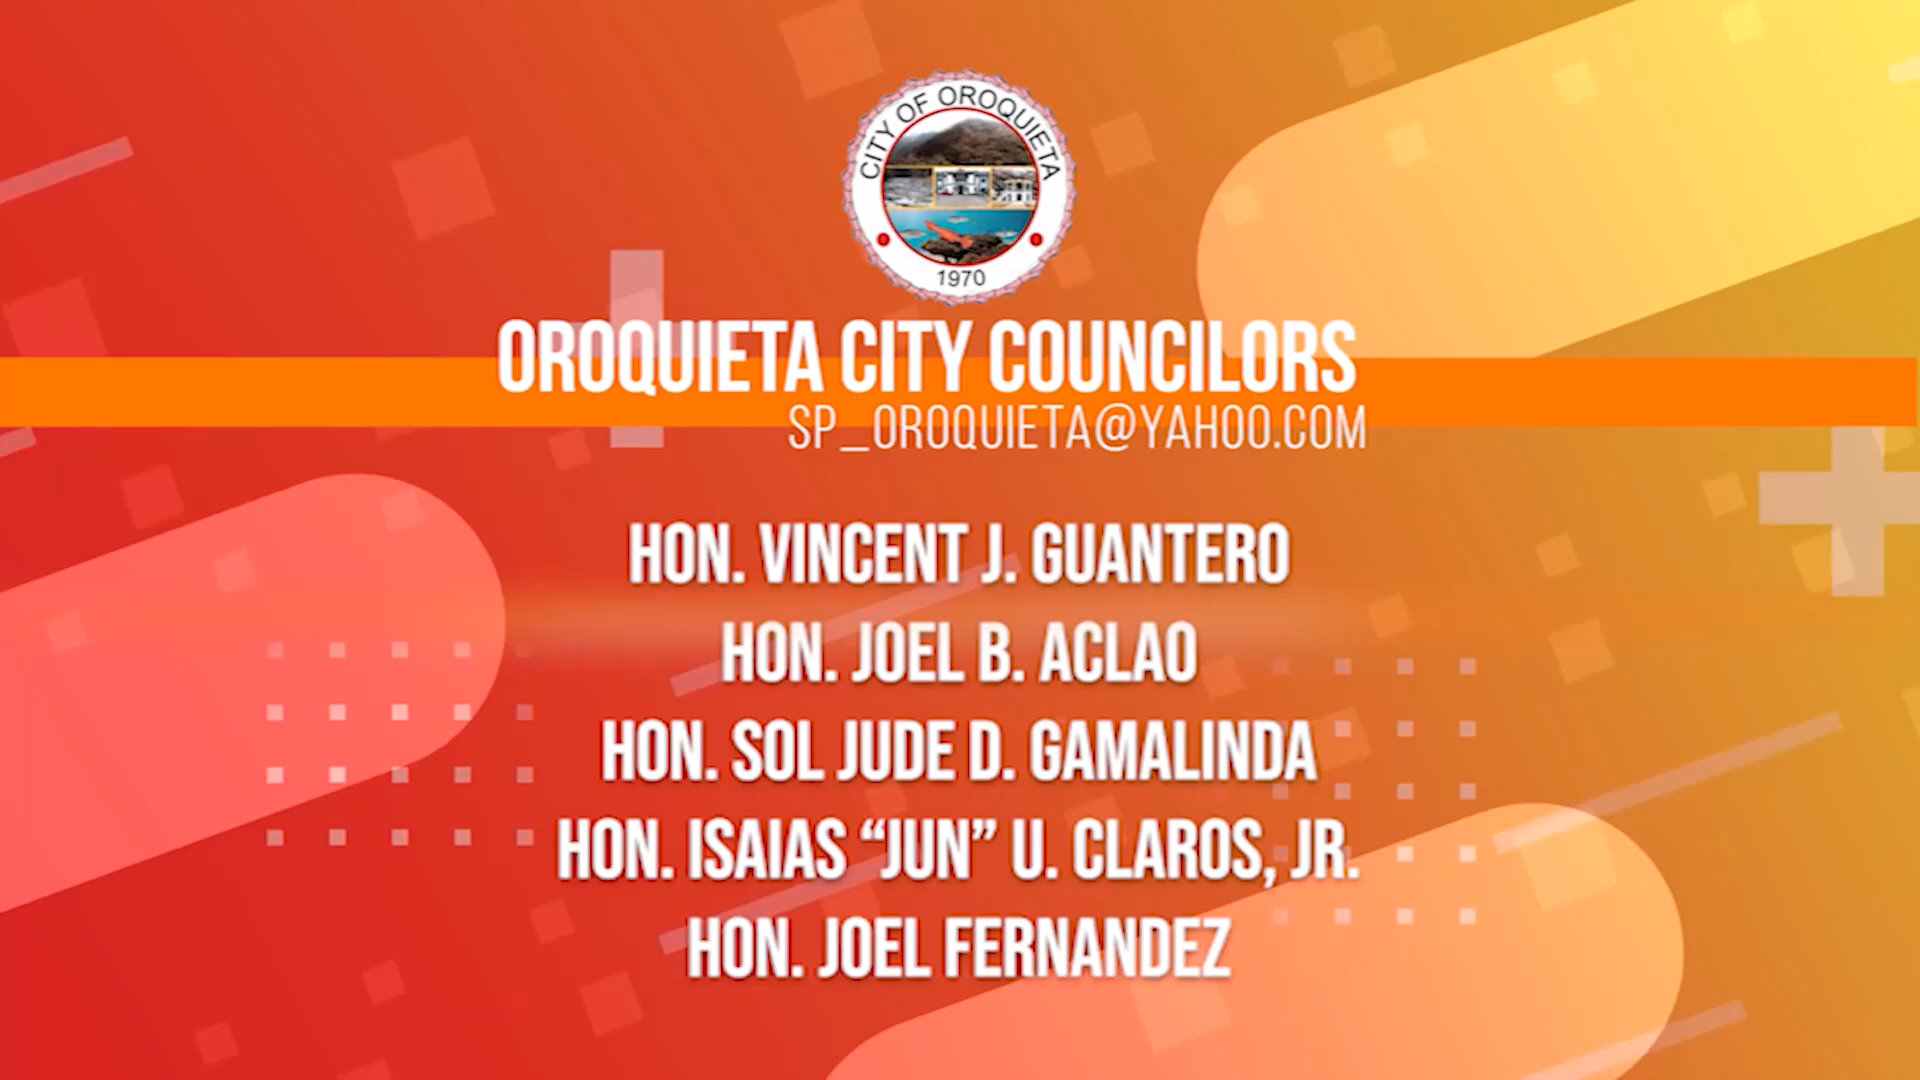 CITY OF OROQUIETA
1970
OROQUIETA CITY COUNCILORS
SP_OROQUIETA@YAHOO.COM
HON. VINCENT J. GUANTERO
HON. JOEL B. ACLAO
HON. SOL JUDE D. GAMALINDA
HON. ISAIAS “JUN” U. CLAROS, JR.
HON. JOEL FERNANDEZ